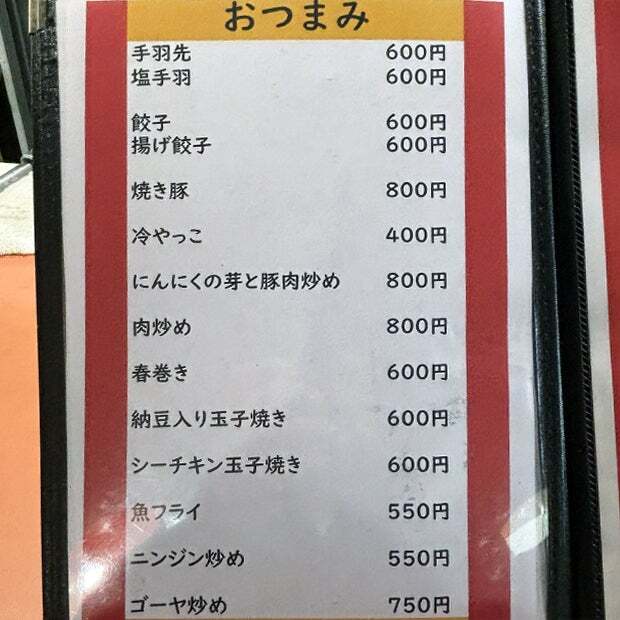 おつまみ
手羽先 600円
塩手羽 600円
餃子 600円
揚げ餃子 600円
焼き豚 800円
冷やっこ 400円
にんにくの芽と豚肉炒め 800円
肉炒め 800円
春巻き 600円
納豆入り玉子焼き 600円
シーチキン玉子焼き 600円
魚フライ 550円
ニンジン炒め 550円
ゴーヤ炒め 750円